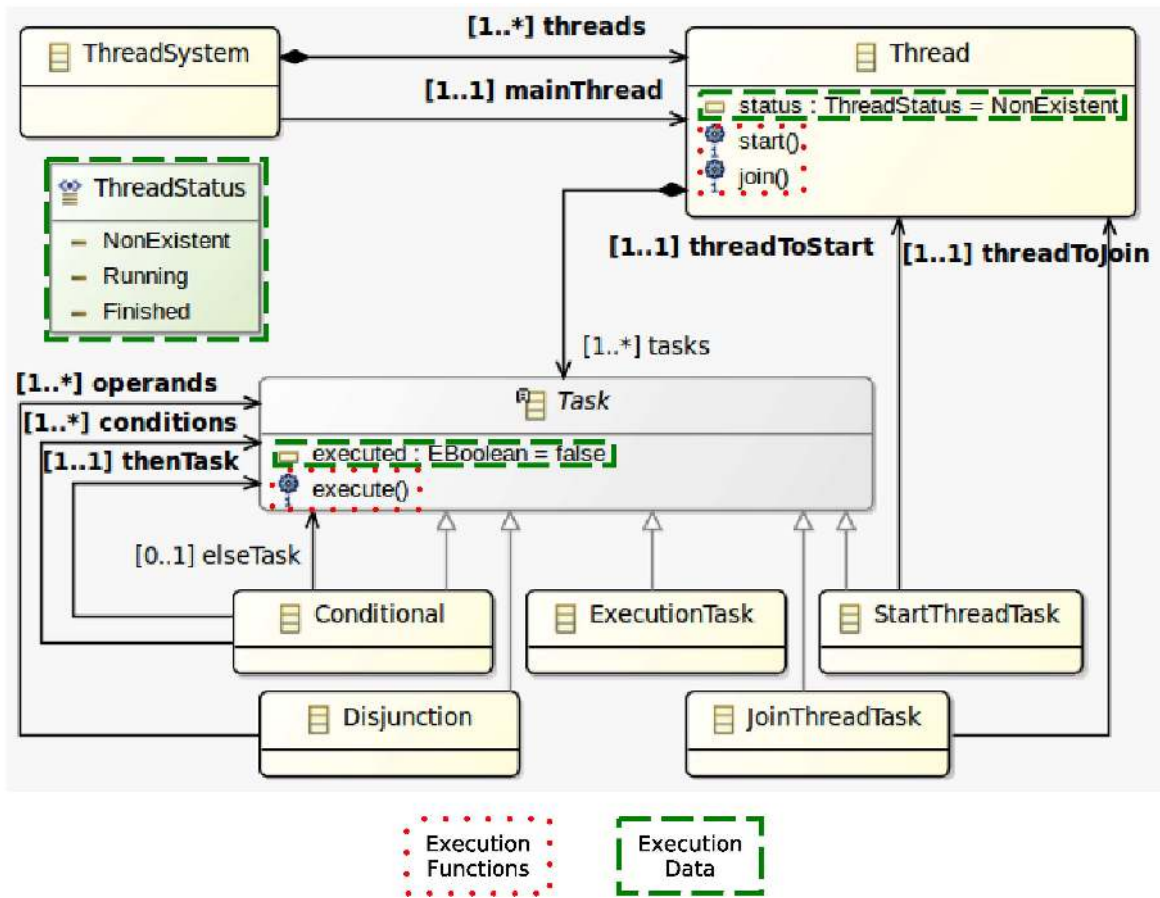 [1..*] threads
ThreadSystem
Thread
[1..1] mainThread
status : ThreadStatus = NonExistent
start()
join()
ThreadStatus
NonExistent
Running
Finished
[1..1] threadToStart
[1..1] threadToJoin
[1..*] tasks
[1..*] operands
Task
[1..*] conditions
[1..1] thenTask
executed : EBoolean = false
execute()
[0..1] elseTask
Conditional
ExecutionTask
StartThreadTask
Disjunction
JoinThreadTask
Execution
Functions
Execution
Data